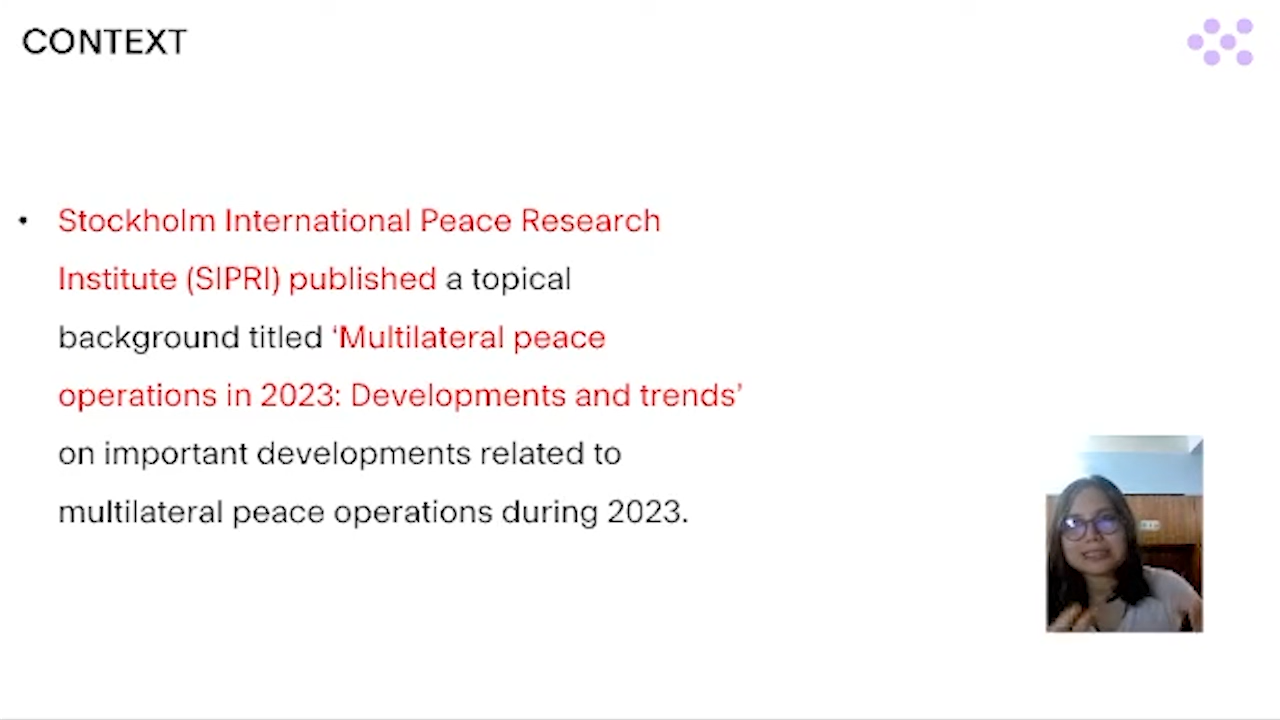 CONTEXT
• Stockholm International Peace Research
Institute (SIPRI) published a topical
background titled ‘Multilateral peace
operations in 2023: Developments and trends’
on important developments related to
multilateral peace operations during 2023.